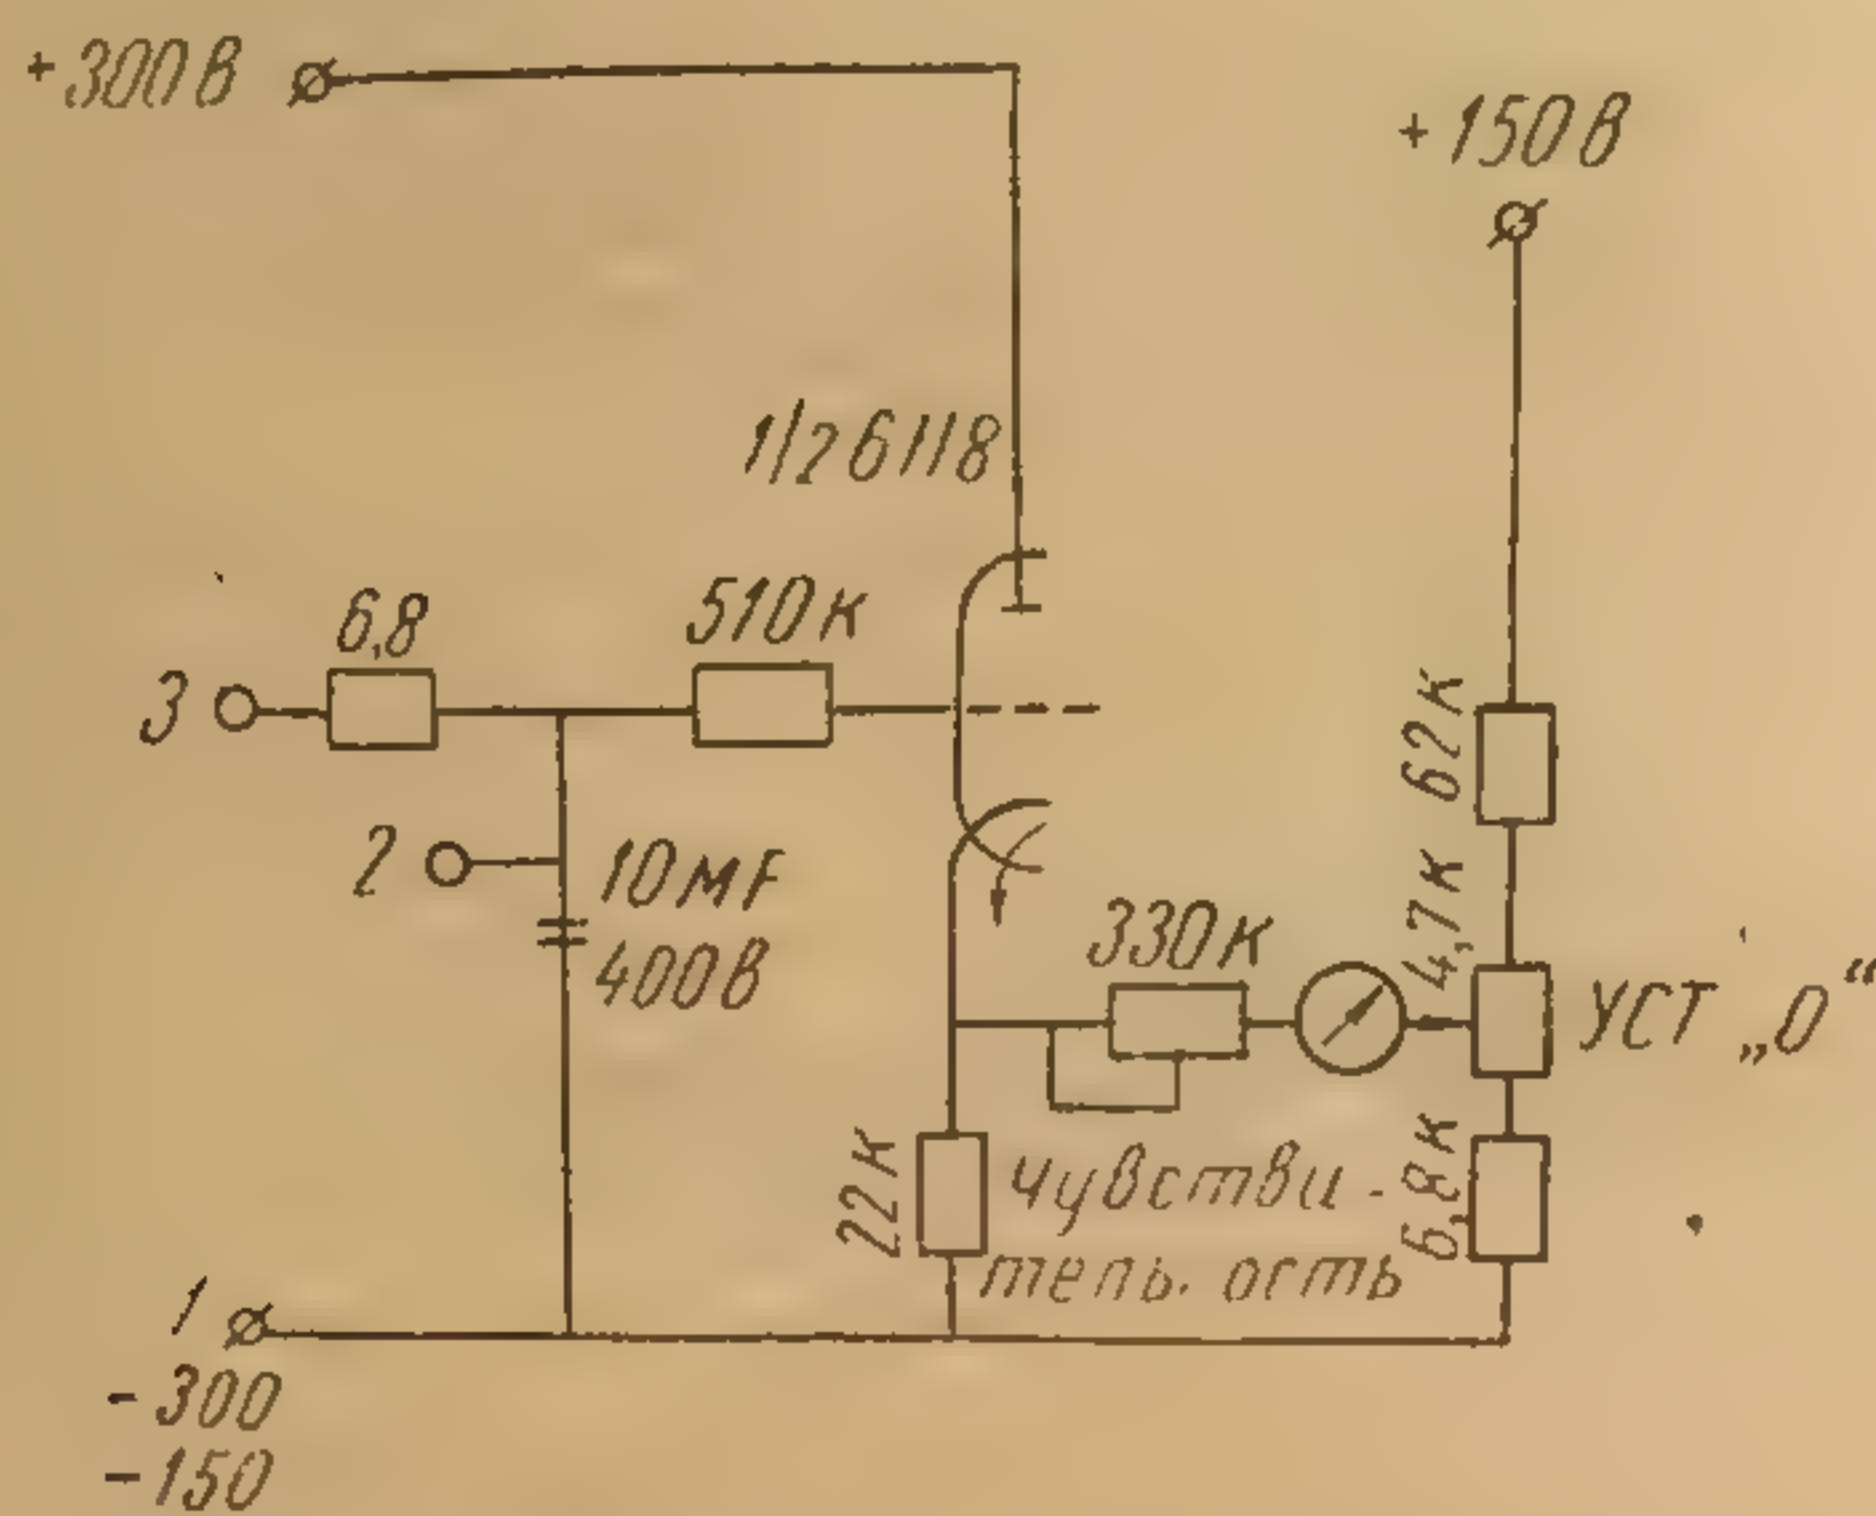 +300В
+150В
1/2 6Н8
6,8
510к
3
62к
2
10МF
400В
330к
4,7к
УСТ „0“
22к
чувстви-
тель. ость
6,8к
1
-300
-150